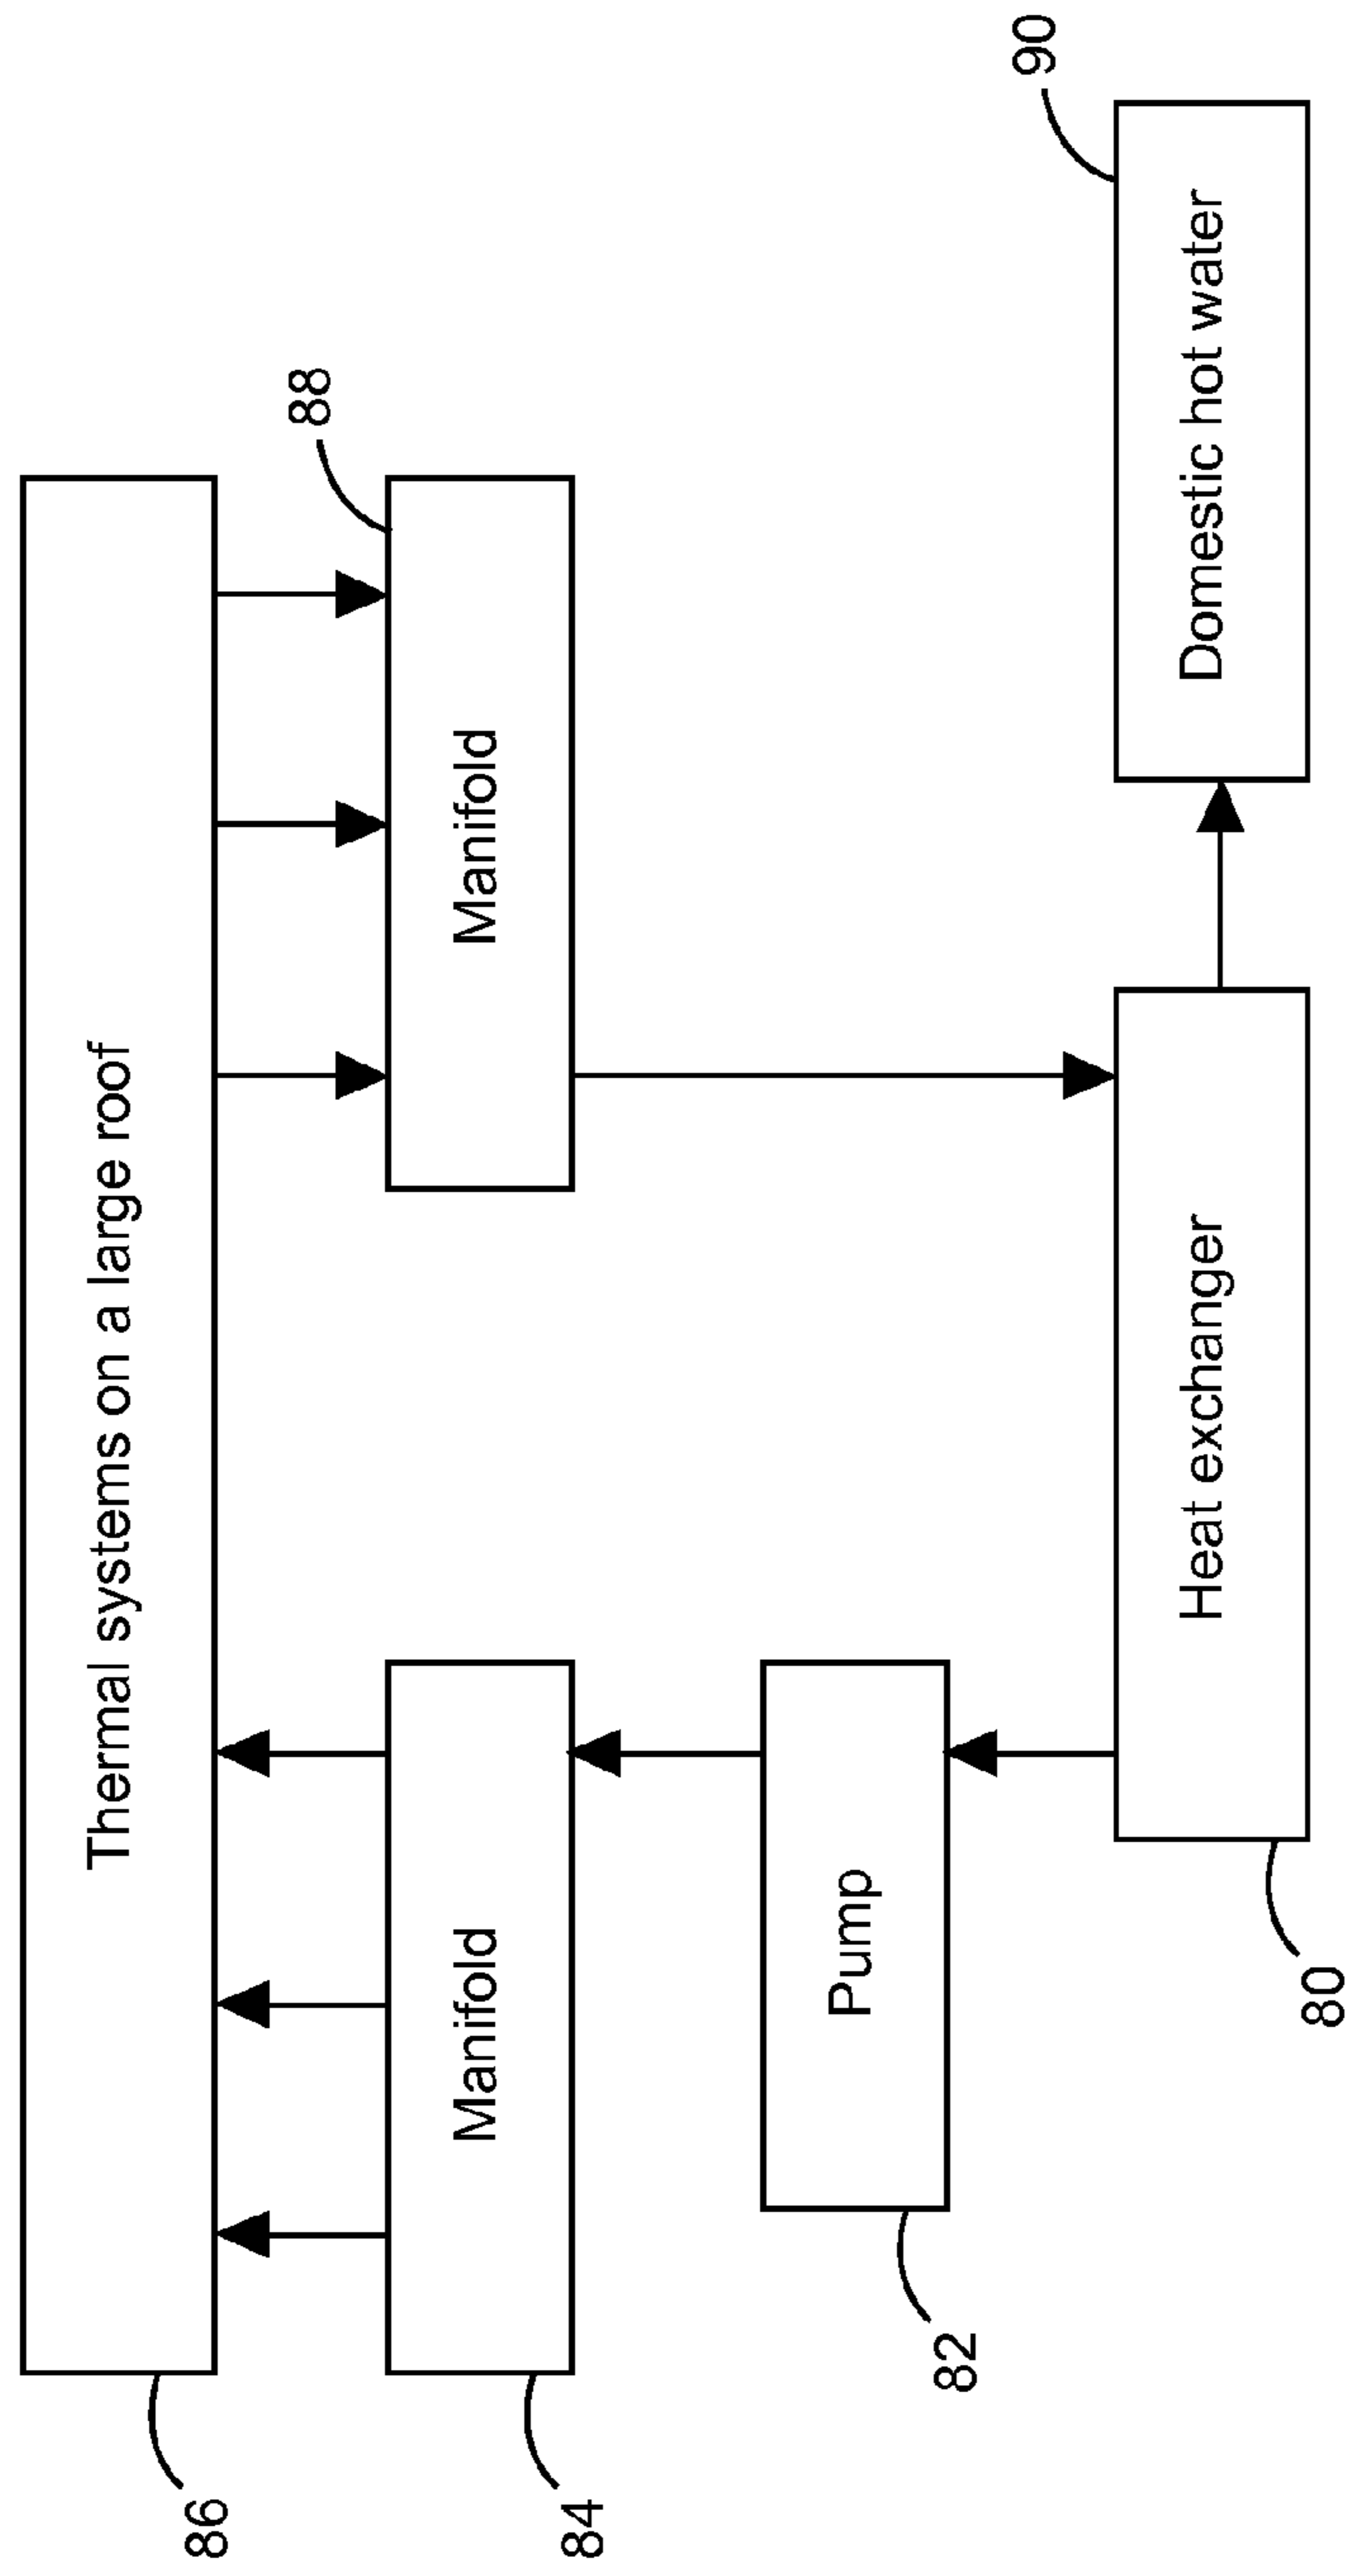 86
Thermal systems on a large roof
84
Manifold
Manifold
88
82
Pump
80
Heat exchanger
Domestic hot water
90